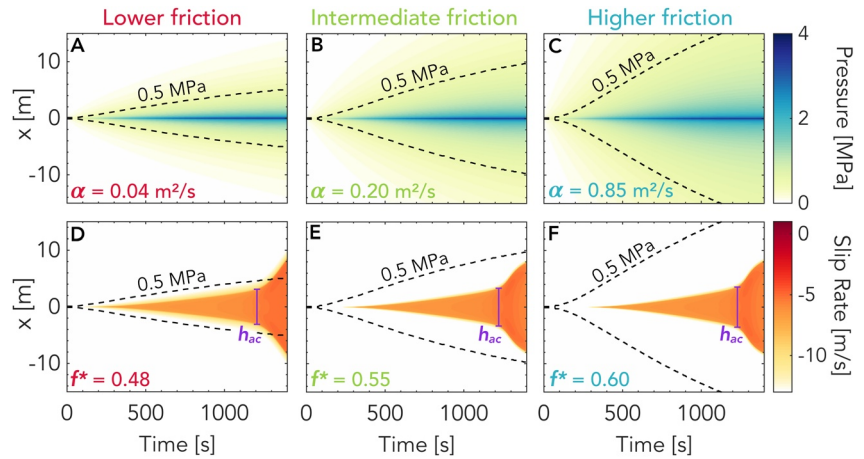 Lower friction
Intermediate friction
Higher friction
A
B
C
10
0
-10
x [m]
0.5 MPa
0.5 MPa
0.5 MPa
α = 0.04 m²/s
α = 0.20 m²/s
α = 0.85 m²/s
4
2
0
Pressure [MPa]
D
E
F
10
0
-10
x [m]
0.5 MPa
0.5 MPa
0.5 MPa
hac
hac
hac
f* = 0.48
f* = 0.55
f* = 0.60
0
-5
-10
Slip Rate [m/s]
0 500 1000
0 500 1000
0 500 1000
Time [s]
Time [s]
Time [s]